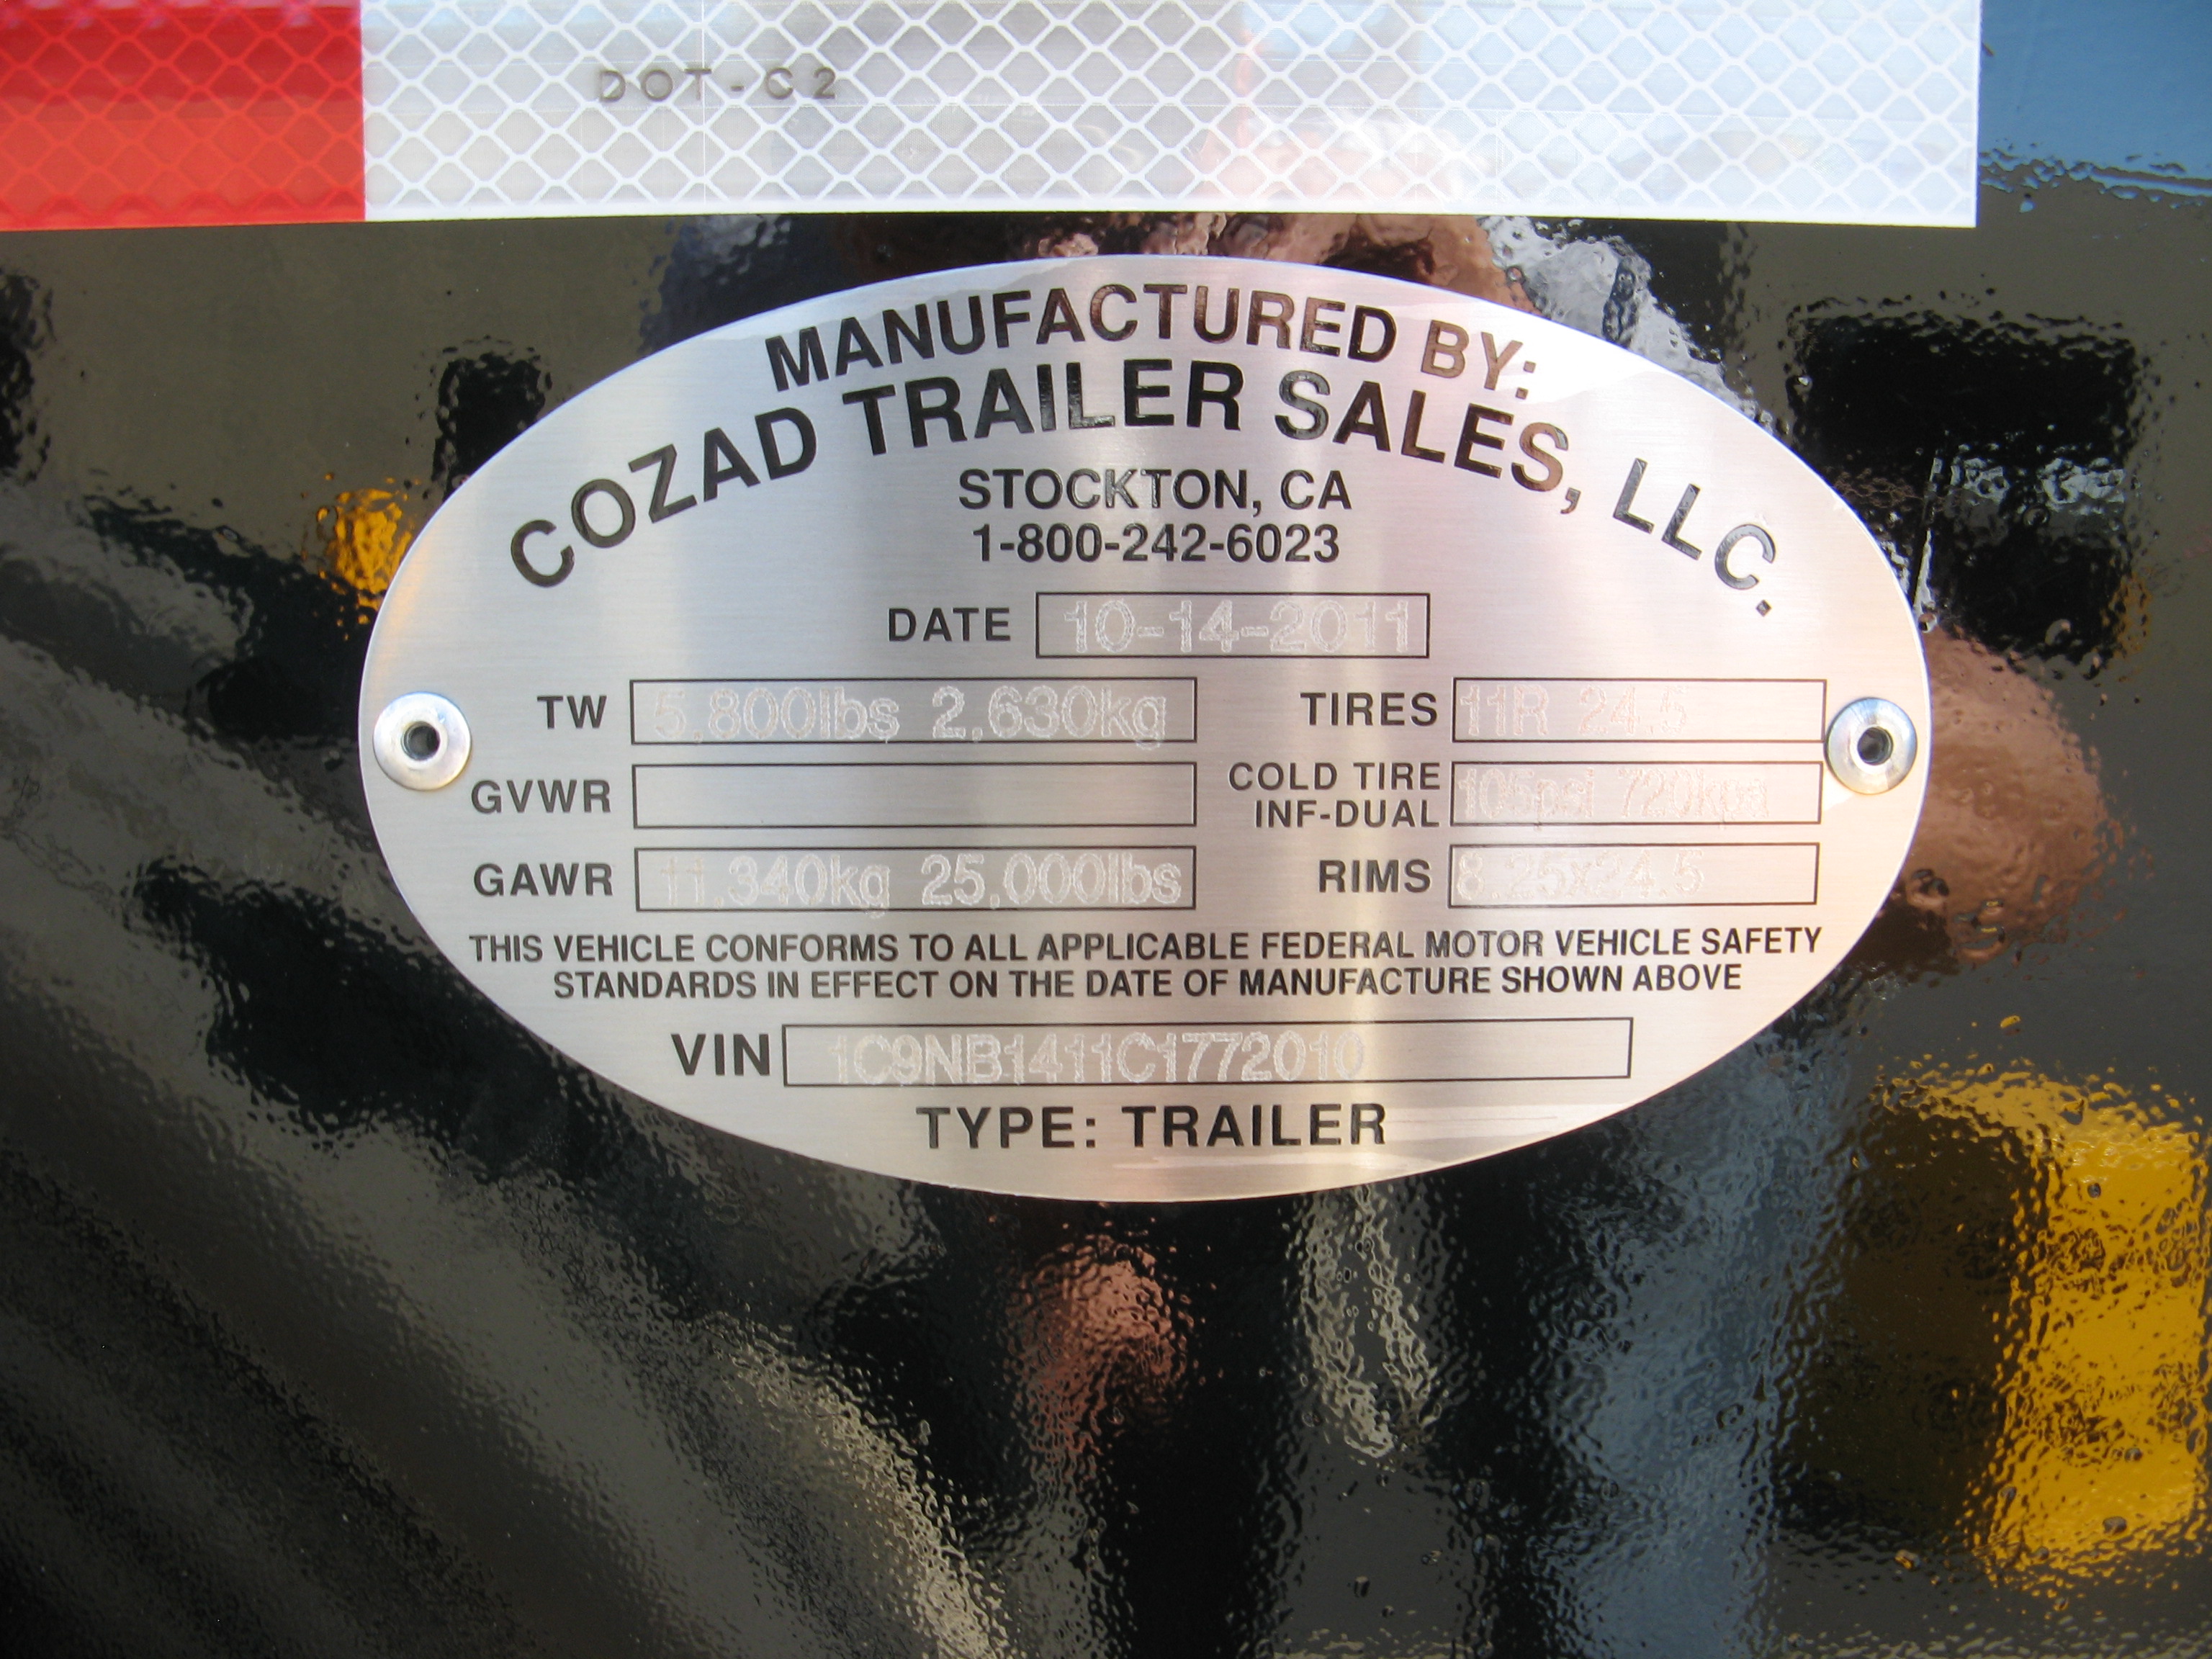 DOT-C2
MANUFACTURED BY:
COZAD TRAILER SALES, LLC.
STOCKTON, CA
1-800-242-6023
DATE 10-14-2011
TW 5,800lbs 2,630kg TIRES 11R 24.5
GVWR COLD TIRE INF-DUAL 105psi 720kpa
GAWR 11,340kg 25,000lbs RIMS 8.25x24.5
THIS VEHICLE CONFORMS TO ALL APPLICABLE FEDERAL MOTOR VEHICLE SAFETY
STANDARDS IN EFFECT ON THE DATE OF MANUFACTURE SHOWN ABOVE
VIN 1C9NB1411C1772010
TYPE: TRAILER